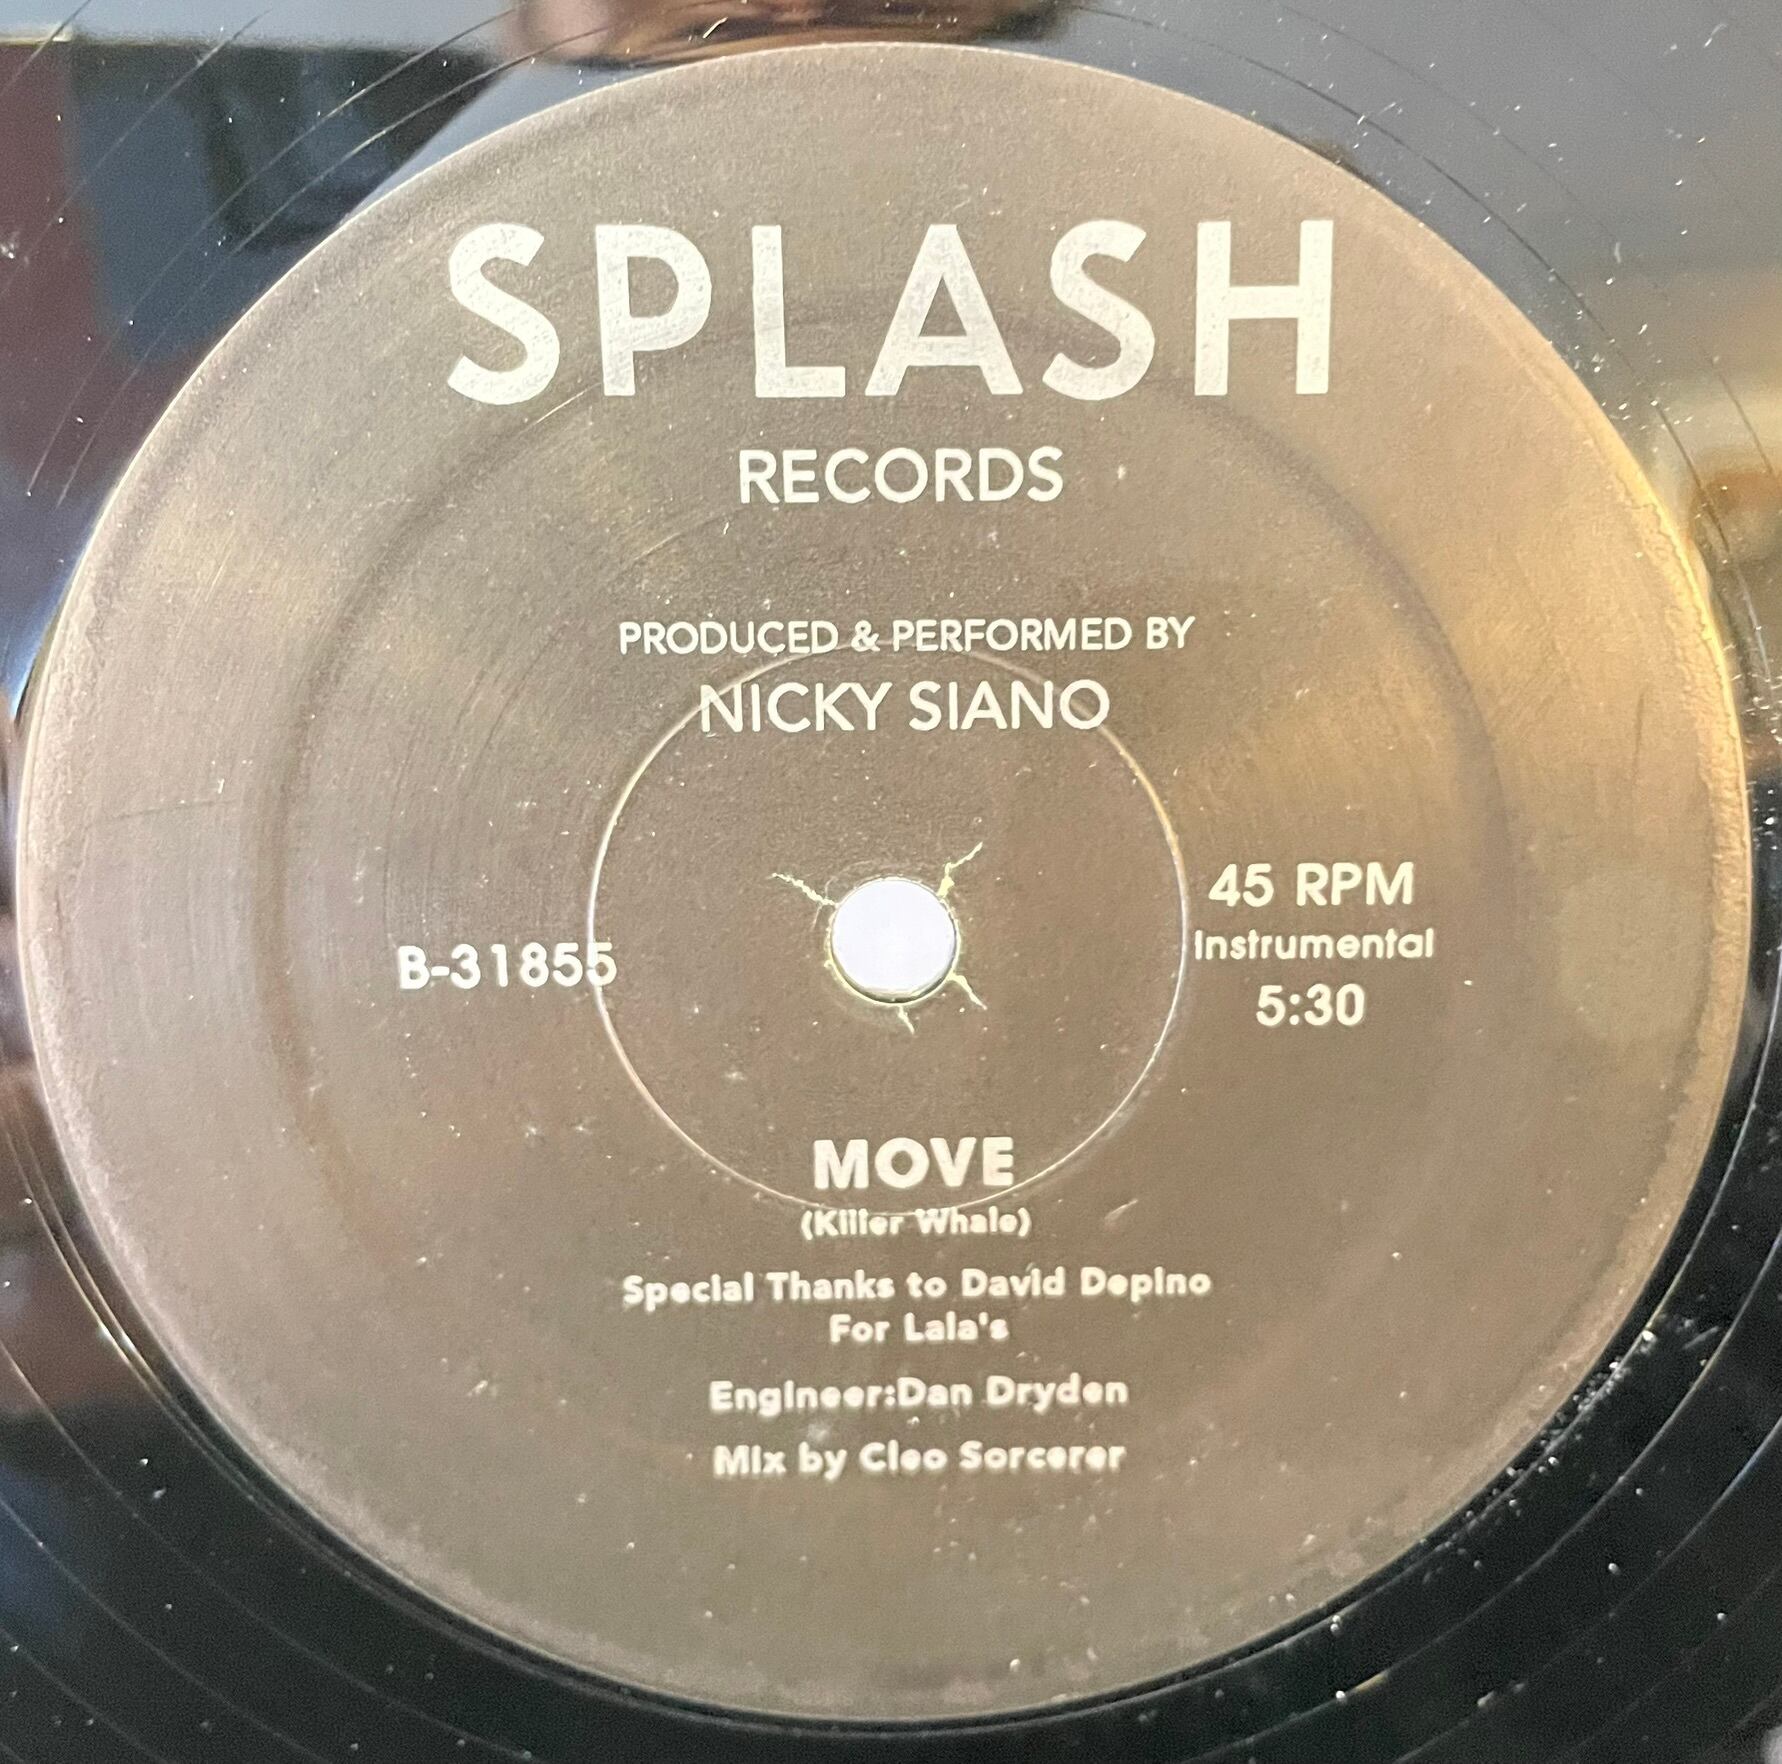 SPLASH
RECORDS
PRODUCED & PERFORMED BY
NICKY SIANO
45 RPM
Instrumental
5:30
B-31855
MOVE
(Killer Whale)
Special Thanks to David Depino
For Lala's
Engineer:Dan Dryden
Mix by Cleo Sorcerer